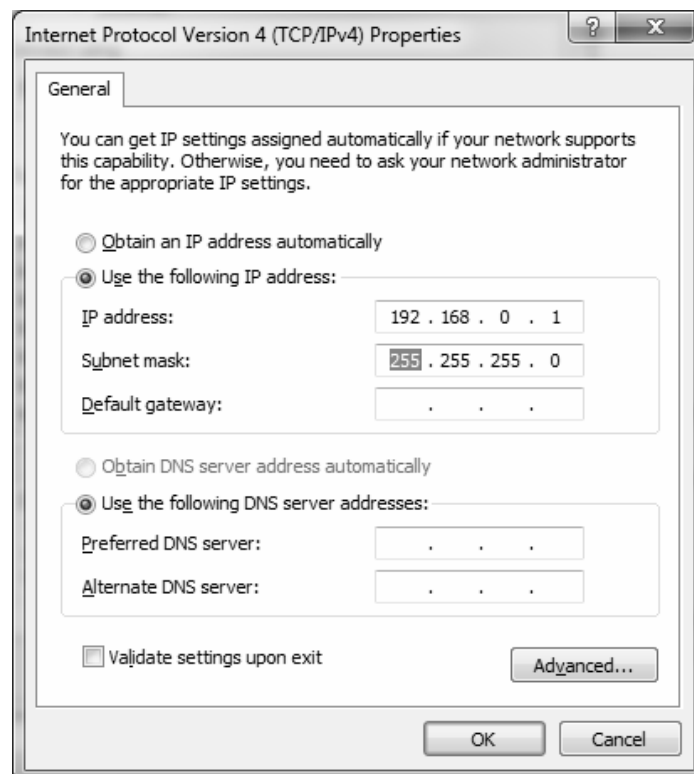 Internet Protocol Version 4 (TCP/IPv4) Properties
?
X
General
You can get IP settings assigned automatically if your network supports
this capability. Otherwise, you need to ask your network administrator
for the appropriate IP settings.
Obtain an IP address automatically
Use the following IP address:
IP address: 192 . 168 . 0 . 1
Subnet mask: 255 . 255 . 255 . 0
Default gateway: . . .
Obtain DNS server address automatically
Use the following DNS server addresses:
Preferred DNS server: . . .
Alternate DNS server: . . .
Validate settings upon exit
Advanced...
OK Cancel